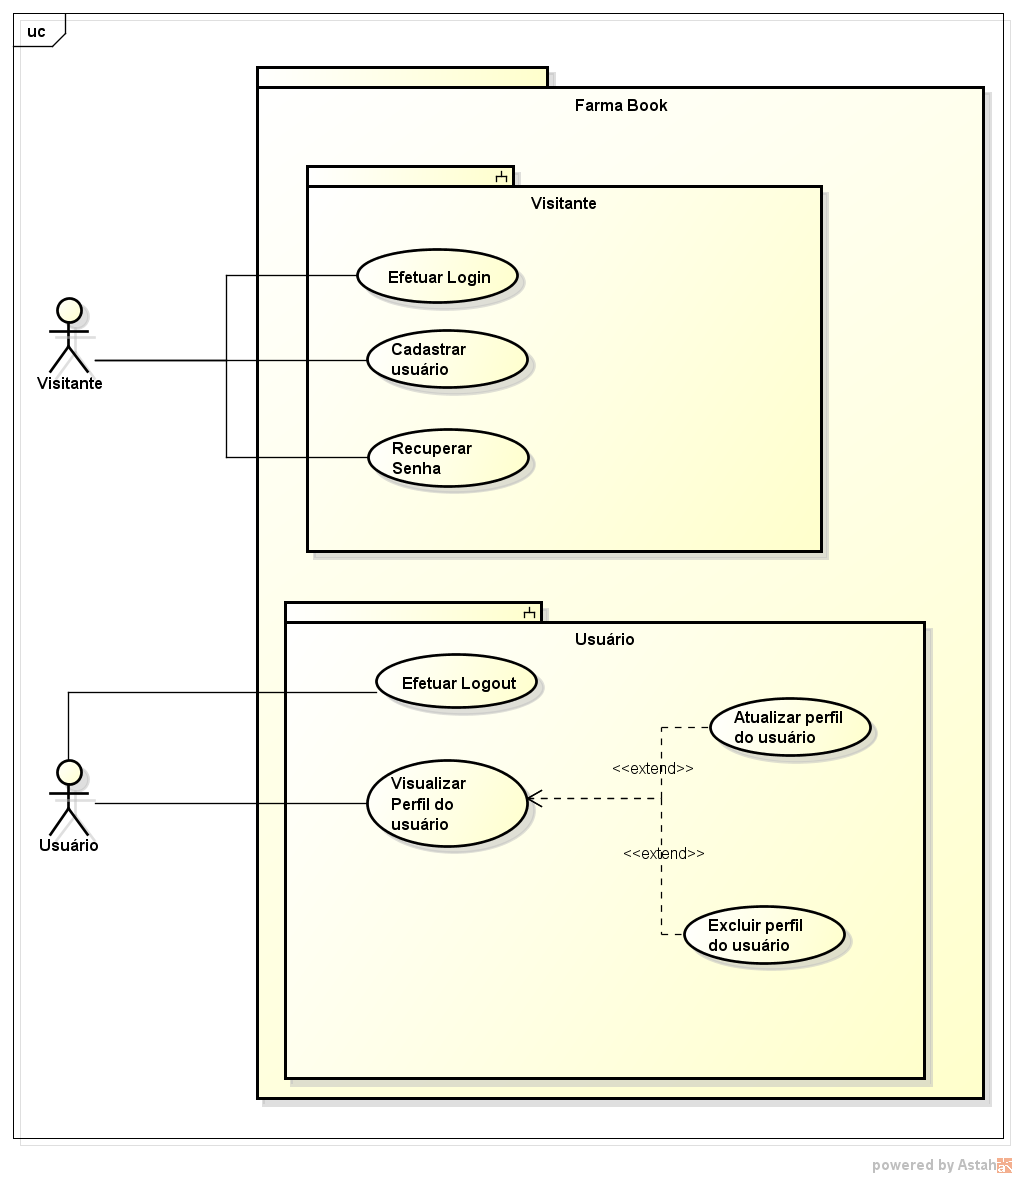 uc
Farma Book
Visitante
Efetuar Login
Cadastrar
usuário
Visitante
Recuperar
Senha
Usuário
Efetuar Logout
Atualizar perfil
do usuário
<<extend>>
Visualizar
Perfil do
usuário
Usuário
<<extend>>
Excluir perfil
do usuário
powered by Astah